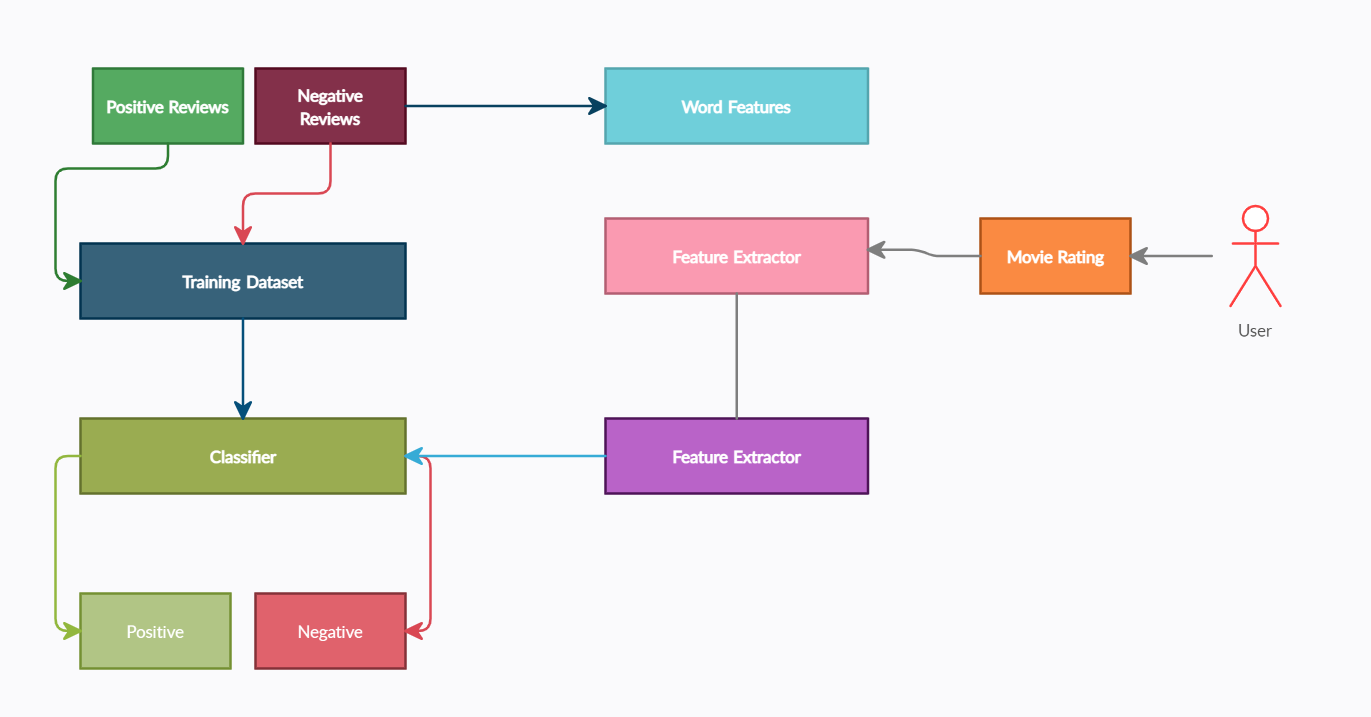 Positive Reviews
Negative
Reviews
Word Features
Training Dataset
Feature Extractor
Movie Rating
User
Classifier
Feature Extractor
Positive
Negative